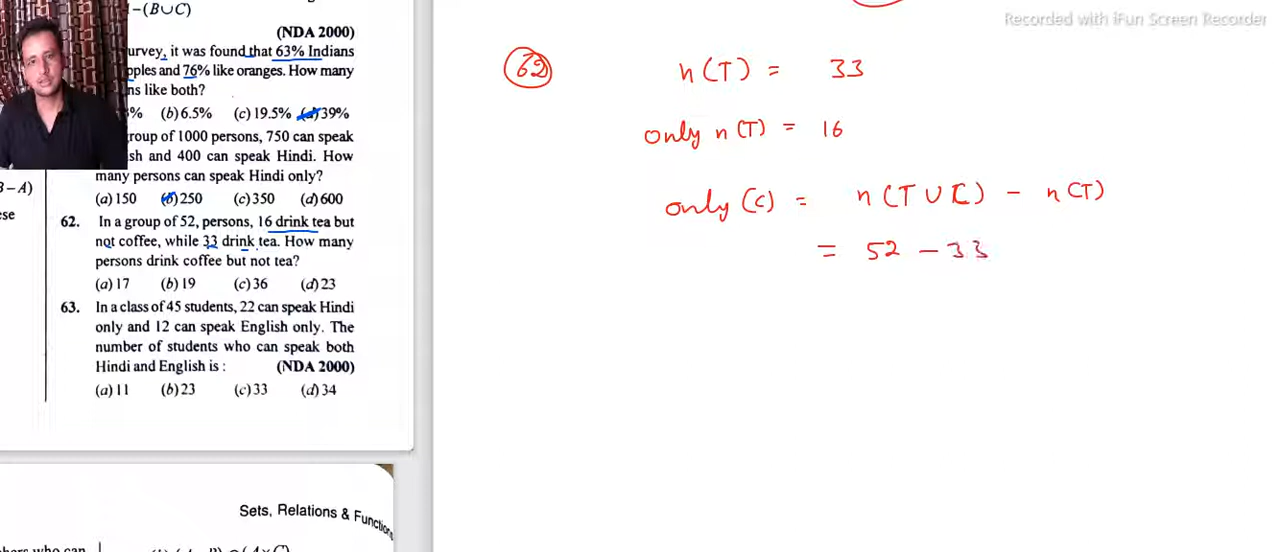 -(B∪C)
(NDA 2000)
urvey, it was found that 63% Indians
pples and 76% like oranges. How many
ns like both?
% (b) 6.5% (c) 19.5% (d) 39%
group of 1000 persons, 750 can speak
sh and 400 can speak Hindi. How
many persons can speak Hindi only?
(a) 150 (b) 250 (c) 350 (d) 600
62. In a group of 52, persons, 16 drink tea but
not coffee, while 33 drink tea. How many
persons drink coffee but not tea?
(a) 17 (b) 19 (c) 36 (d) 23
63. In a class of 45 students, 22 can speak Hindi
only and 12 can speak English only. The
number of students who can speak both
Hindi and English is : (NDA 2000)
(a) 11 (b) 23 (c) 33 (d) 34
B-A)
ese
Sets, Relations & Function
Recorded with iFun Screen Recorder
62
n(T) = 33
only n(T) = 16
only (C) = n(T ∪ C) - n(T)
= 52 - 33